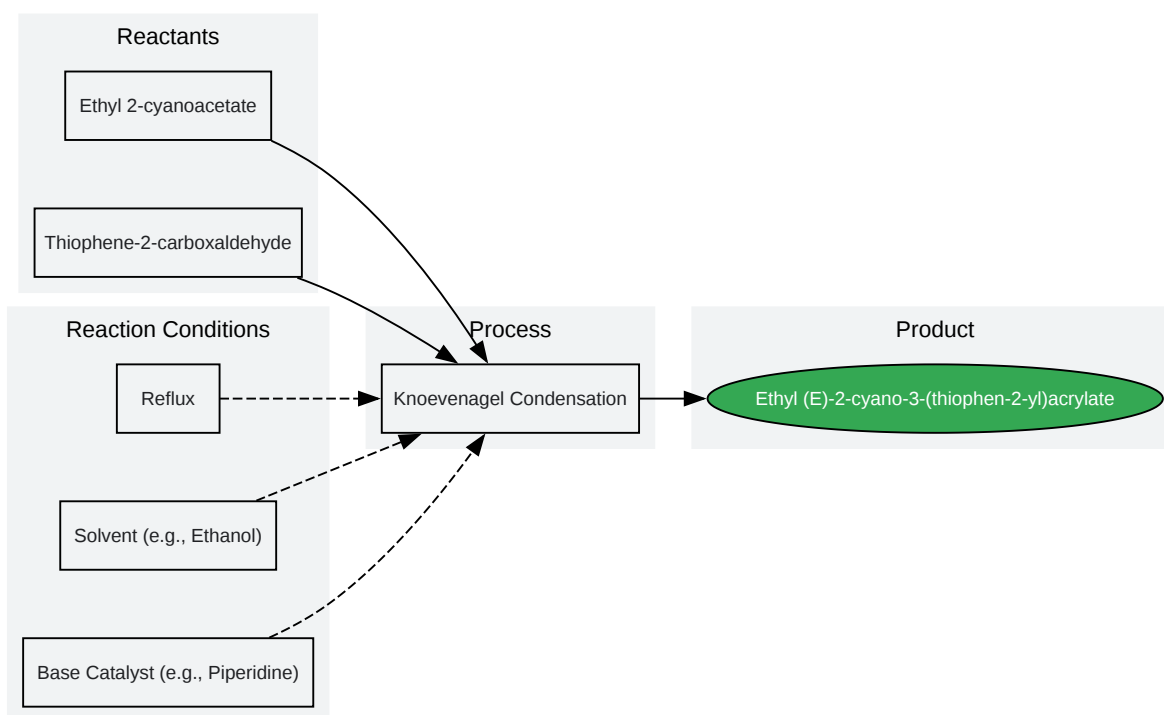 Reactants
Ethyl 2-cyanoacetate
Thiophene-2-carboxaldehyde
Reaction Conditions
Reflux
Solvent (e.g., Ethanol)
Base Catalyst (e.g., Piperidine)
Process
Knoevenagel Condensation
Product
Ethyl (E)-2-cyano-3-(thiophen-2-yl)acrylate